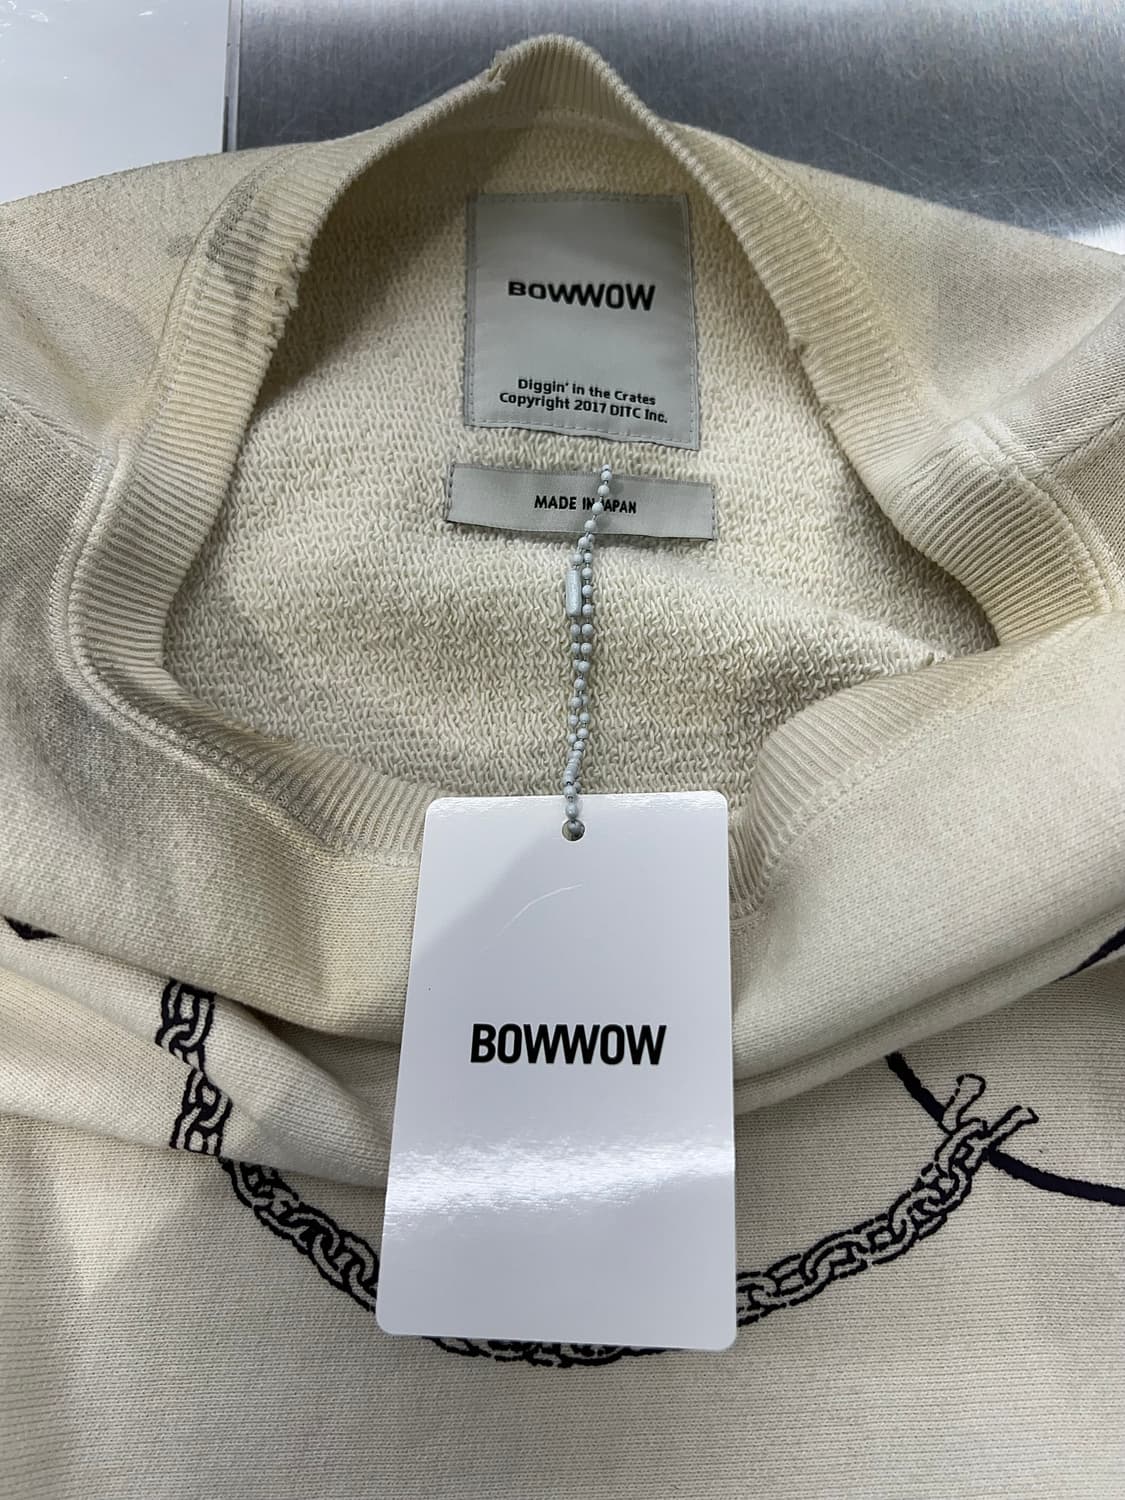 BOWWOW
Diggin' in the Crates
Copyright 2017 DITC Inc.
MADE IN JAPAN
BOWWOW